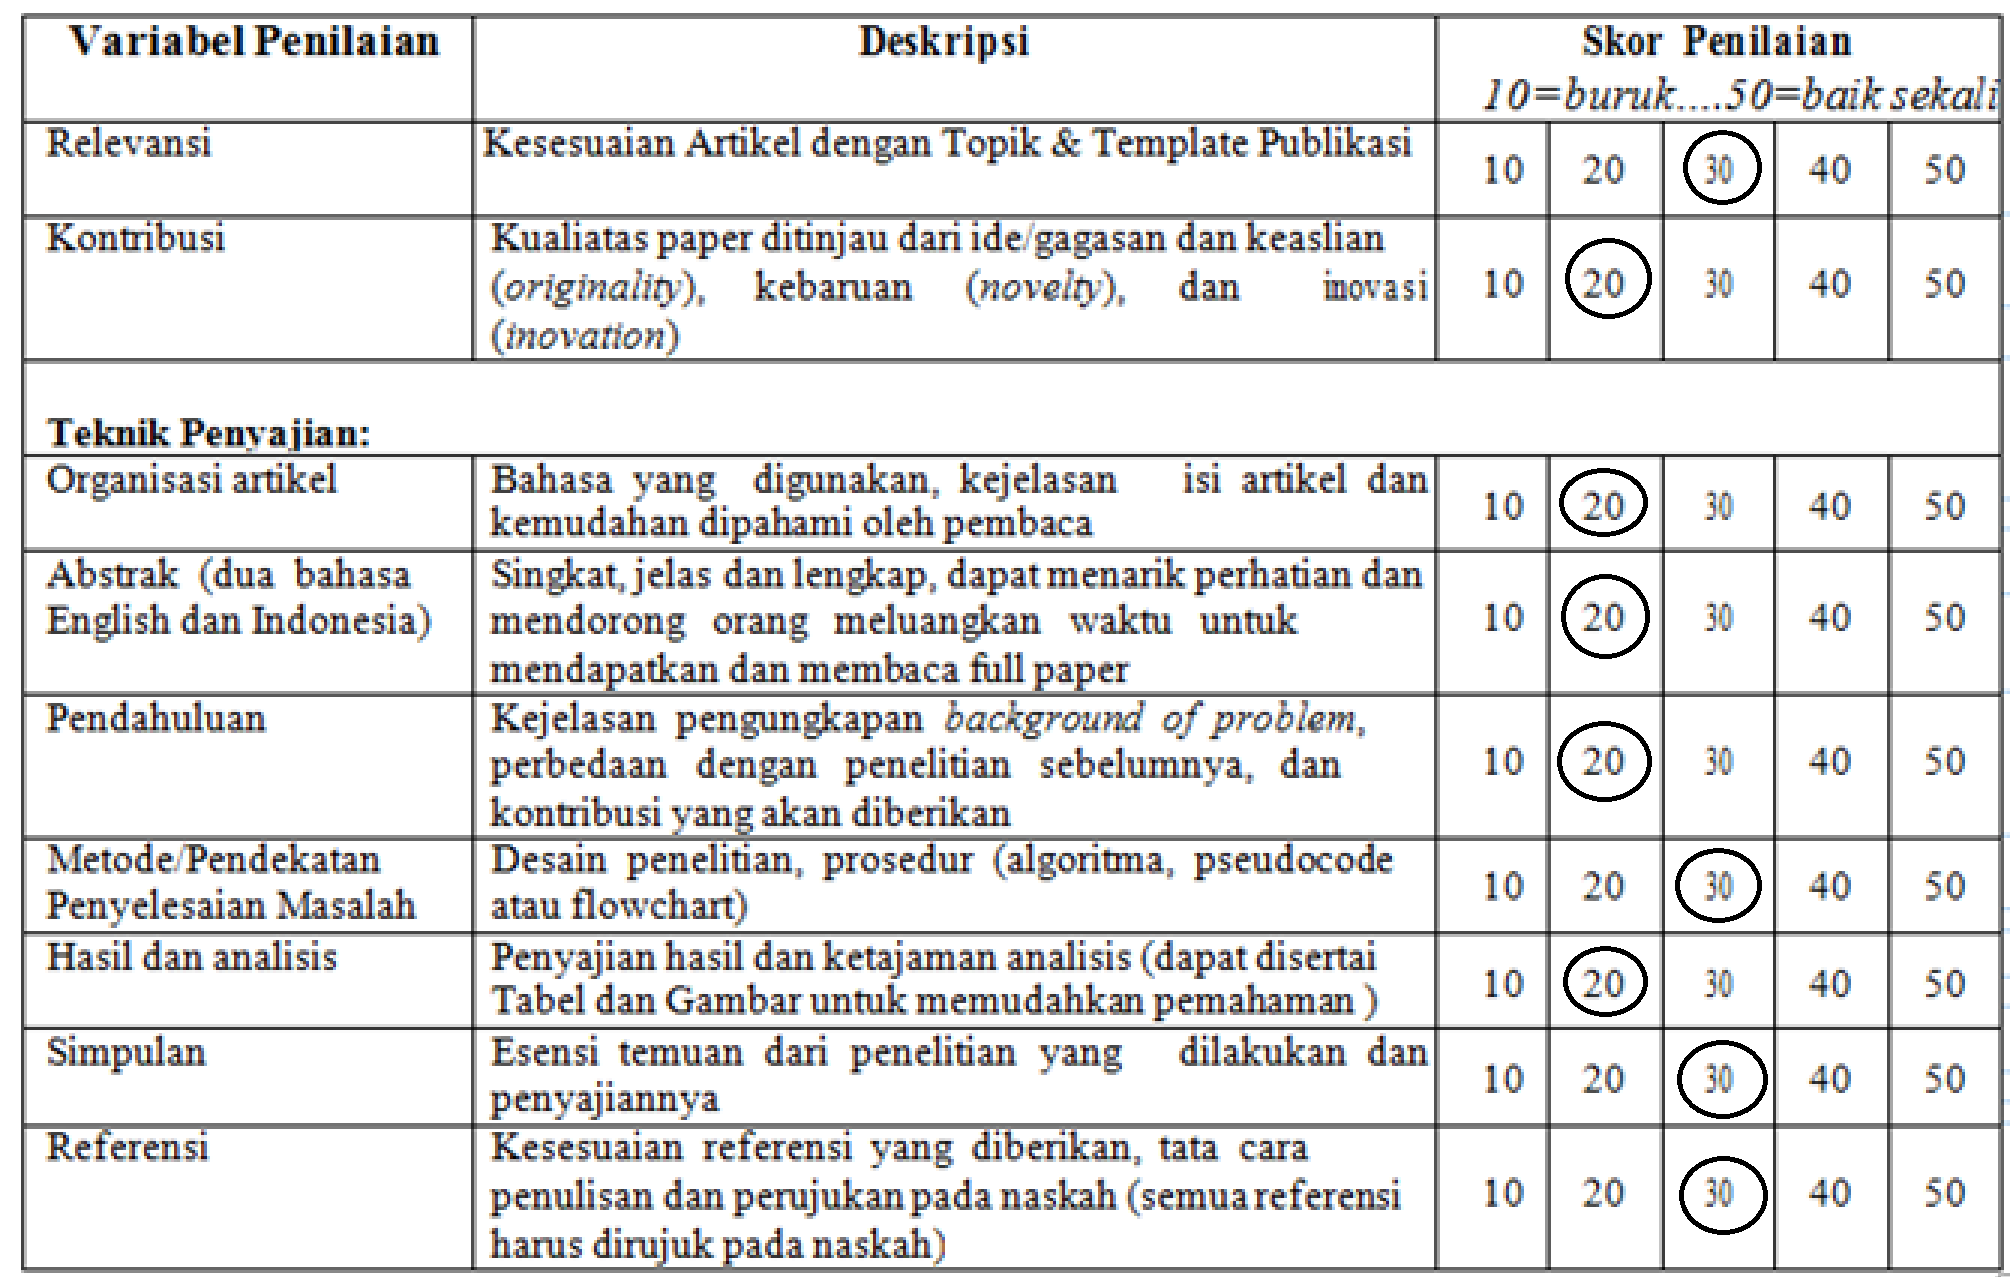 Variabel Penilaian Deskripsi Skor Penilaian
10=buruk....50=baik sekali
Relevansi Kesesuaian Artikel dengan Topik & Template Publikasi
10 20 30 40 50
Kontribusi Kualiatas paper ditinjau dari ide/gagasan dan keaslian
(originality), kebaruan (novelty), dan inovasi 10 20 30 40 50
(inovation)
Teknik Penyajian:
Organisasi artikel Bahasa yang digunakan, kejelasan isi artikel dan
kemudahan dipahami oleh pembaca 10 20 30 40 50
Abstrak (dua bahasa Singkat, jelas dan lengkap, dapat menarik perhatian dan
English dan Indonesia) mendorong orang meluangkan waktu untuk 10 20 30 40 50
mendapatkan dan membaca full paper
Pendahuluan Kejelasan pengungkapan background of problem,
perbedaan dengan penelitian sebelumnya, dan 10 20 30 40 50
kontribusi yang akan diberikan
Metode/Pendekatan Desain penelitian, prosedur (algoritma, pseudocode
Penyelesaian Masalah atau flowchart) 10 20 30 40 50
Hasil dan analisis Penyajian hasil dan ketajaman analisis (dapat disertai
Tabel dan Gambar untuk memudahkan pemahaman ) 10 20 30 40 50
Simpulan Esensi temuan dari penelitian yang dilakukan dan
penyajiannya 10 20 30 40 50
Referensi Kesesuaian referensi yang diberikan, tata cara
penulisan dan perujukan pada naskah (semua referensi 10 20 30 40 50
harus dirujuk pada naskah)